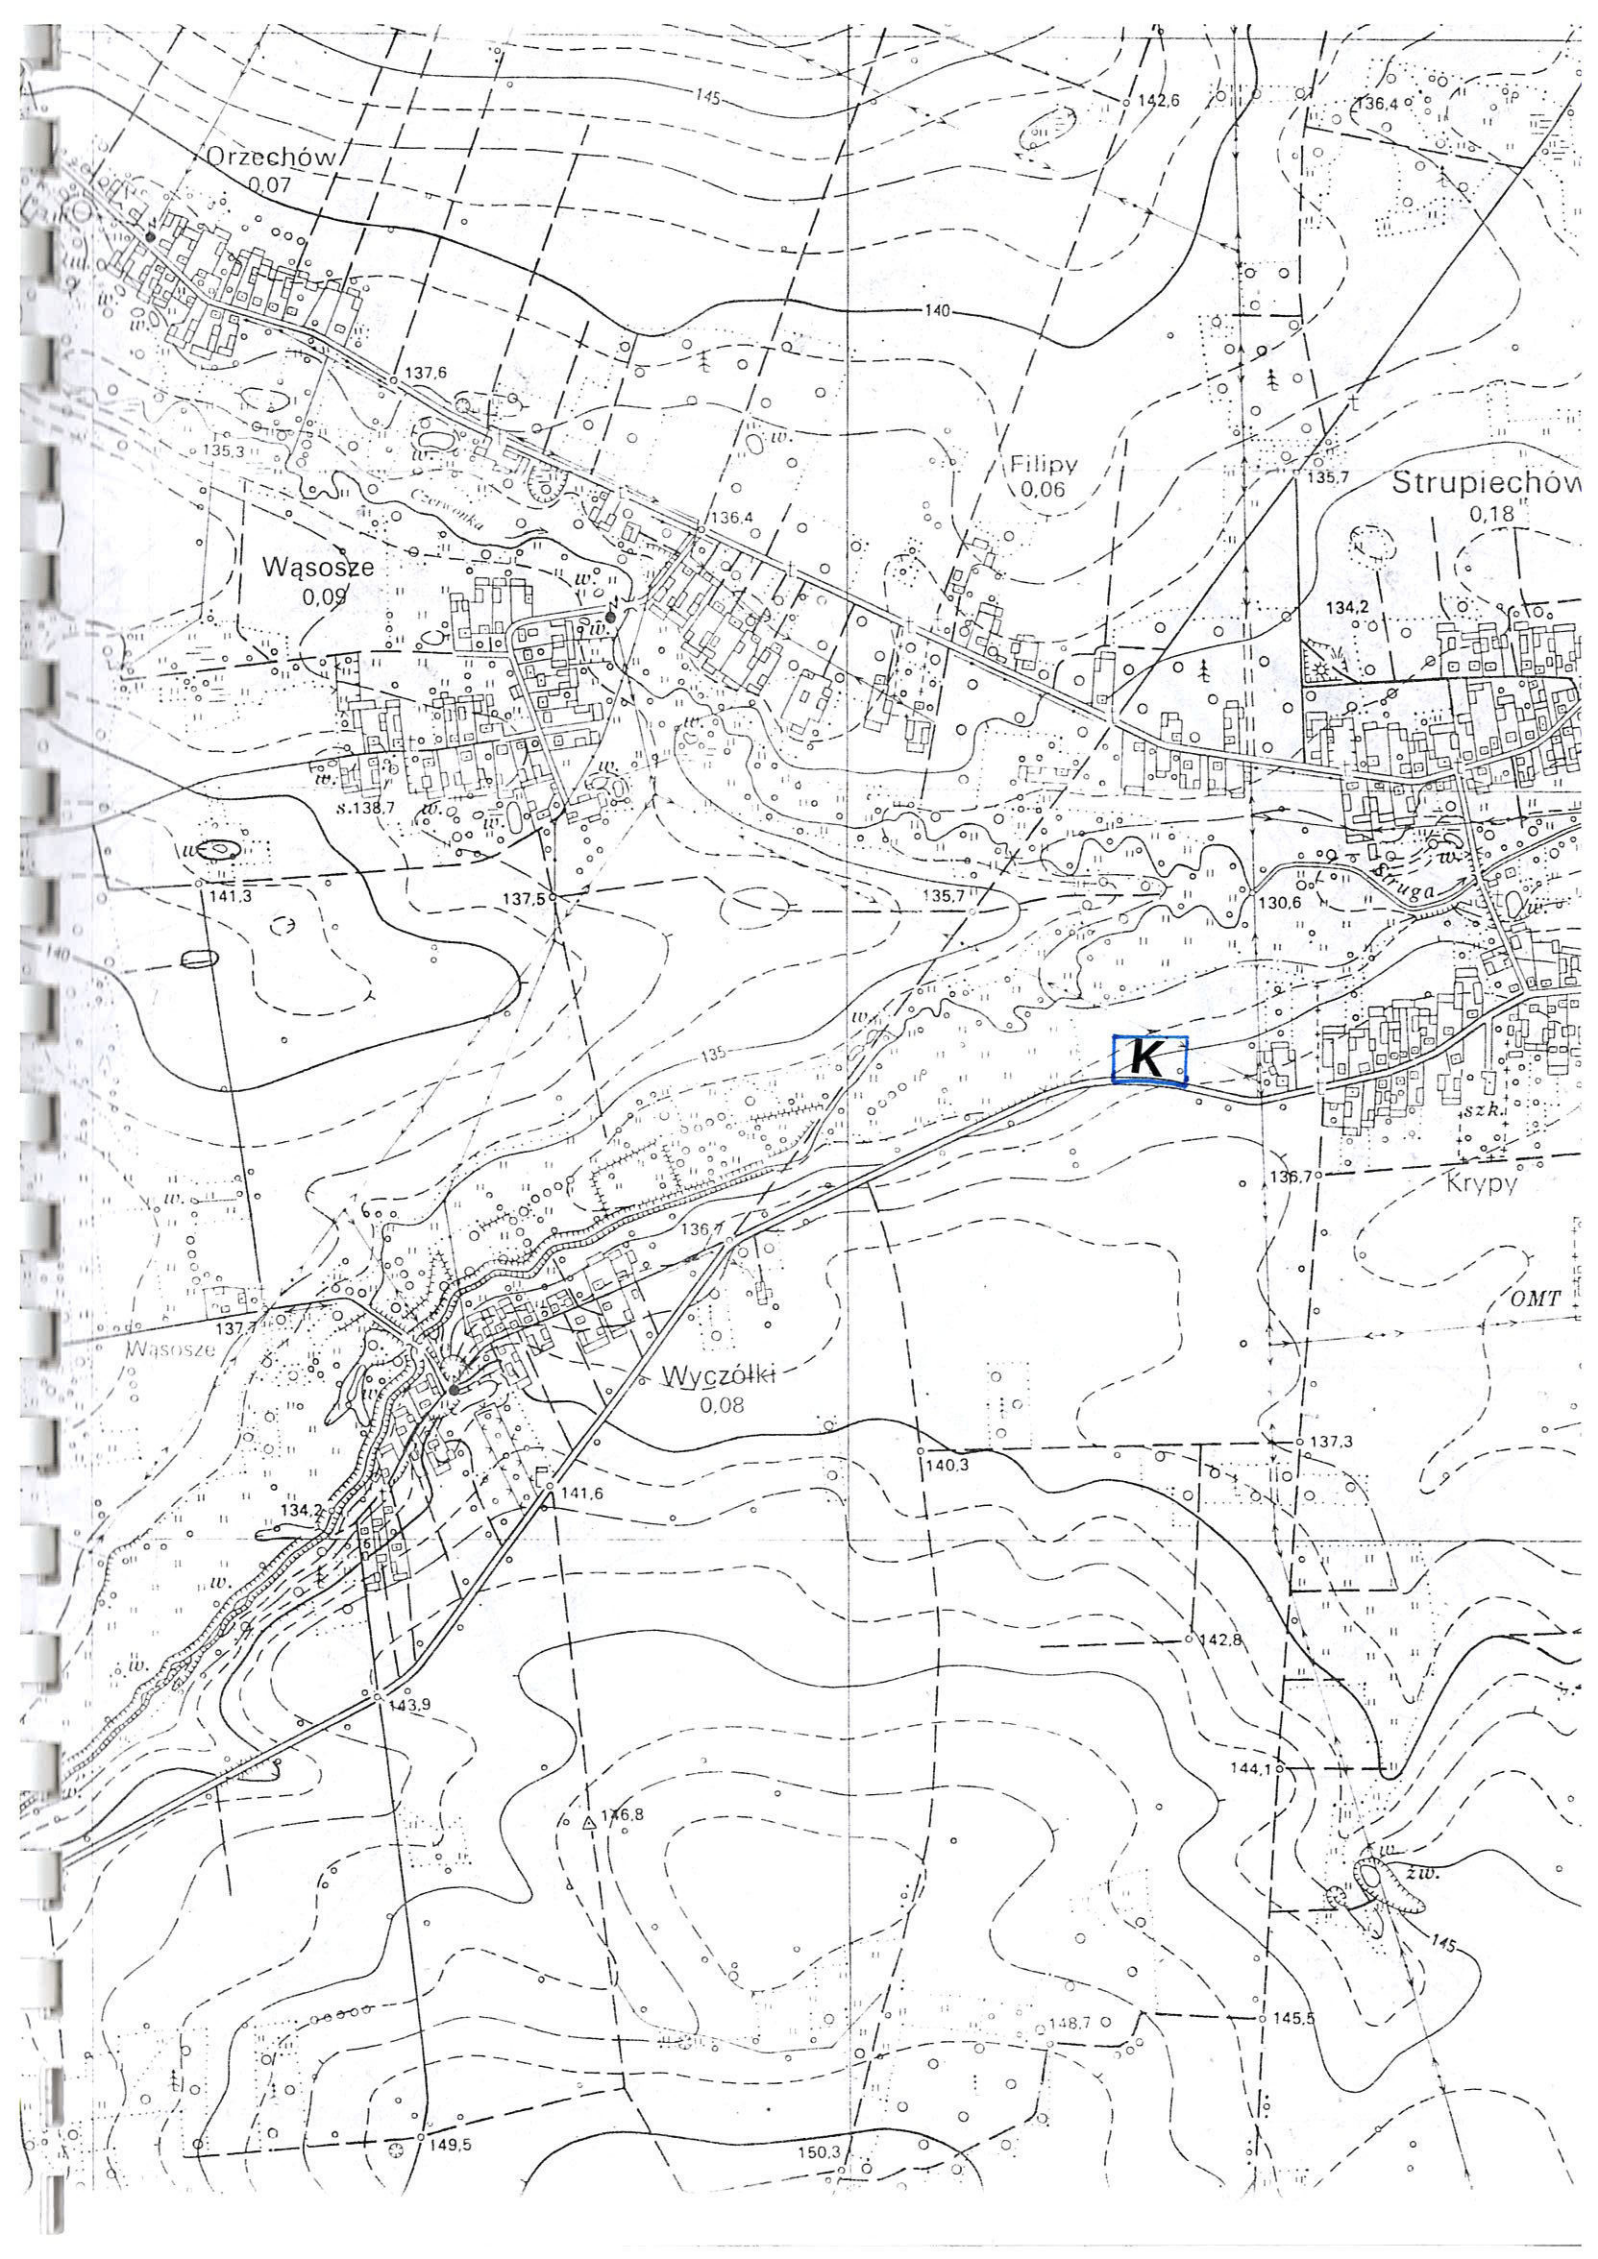 145
142,6
136,4
Orzechów
0,07
w.
w.
140
137,6
135,3
w.
w.
Czerwonka
Filipy
0,06
135,7
Strupiechów
0,18
136,4
Wąsosze
0,09
w.
w.
134,2
w.
w.
w.
s.138,7
w.
w.
w.
141,3
137,5
135,7
130,6
Struga
w.
w.
140
135
w.
K
szk.
136,7
Krypy
w.
136,7
OMT
137,7
Wąsosze
w.
Wyczółki
0,08
140,3
137,3
141,6
134,2
w.
w.
142,8
143,9
144,1
146,8
w.
żw.
145
148,7
145,5
149,5
150,3